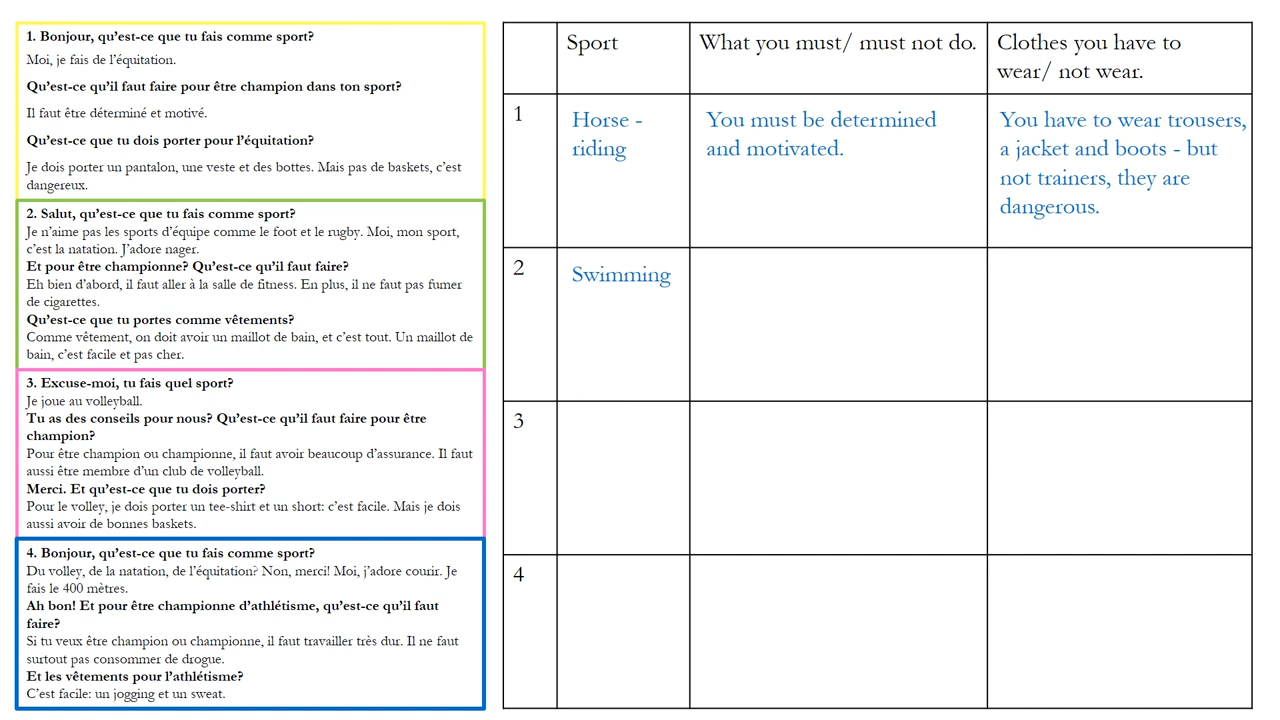 1. Bonjour, qu’est-ce que tu fais comme sport?
Moi, je fais de l’équitation.
Qu’est-ce qu’il faut faire pour être champion dans ton sport?
Il faut être déterminé et motivé.
Qu’est-ce que tu dois porter pour l’équitation?
Je dois porter un pantalon, une veste et des bottes. Mais pas de baskets, c’est
dangereux.
2. Salut, qu’est-ce que tu fais comme sport?
Je n’aime pas les sports d’équipe comme le foot et le rugby. Moi, mon sport,
c’est la natation. J’adore nager.
Et pour être championne? Qu’est-ce qu’il faut faire?
Eh bien d’abord, il faut aller à la salle de fitness. En plus, il ne faut pas fumer
de cigarettes.
Qu’est-ce que tu portes comme vêtements?
Comme vêtement, on doit avoir un maillot de bain, et c’est tout. Un maillot de
bain, c’est facile et pas cher.
3. Excuse-moi, tu fais quel sport?
Je joue au volleyball.
Tu as des conseils pour nous? Qu’est-ce qu’il faut faire pour être
champion?
Pour être champion ou championne, il faut avoir beaucoup d’assurance. Il faut
aussi être membre d’un club de volleyball.
Merci. Et qu’est-ce que tu dois porter?
Pour le volley, je dois porter un tee-shirt et un short: c’est facile. Mais je dois
aussi avoir de bonnes baskets.
4. Bonjour, qu’est-ce que tu fais comme sport?
Du volley, de la natation, de l’équitation? Non, merci! Moi, j’adore courir. Je
fais le 400 mètres.
Ah bon! Et pour être championne d’athlétisme, qu’est-ce qu’il faut
faire?
Si tu veux être champion ou championne, il faut travailler très dur. Il ne faut
surtout pas consommer de drogue.
Et les vêtements pour l’athlétisme?
C’est facile: un jogging et un sweat.
Sport
What you must/ must not do.
Clothes you have to
wear/ not wear.
1
Horse -
riding
You must be determined
and motivated.
You have to wear trousers,
a jacket and boots - but
not trainers, they are
dangerous.
2
Swimming
3
4